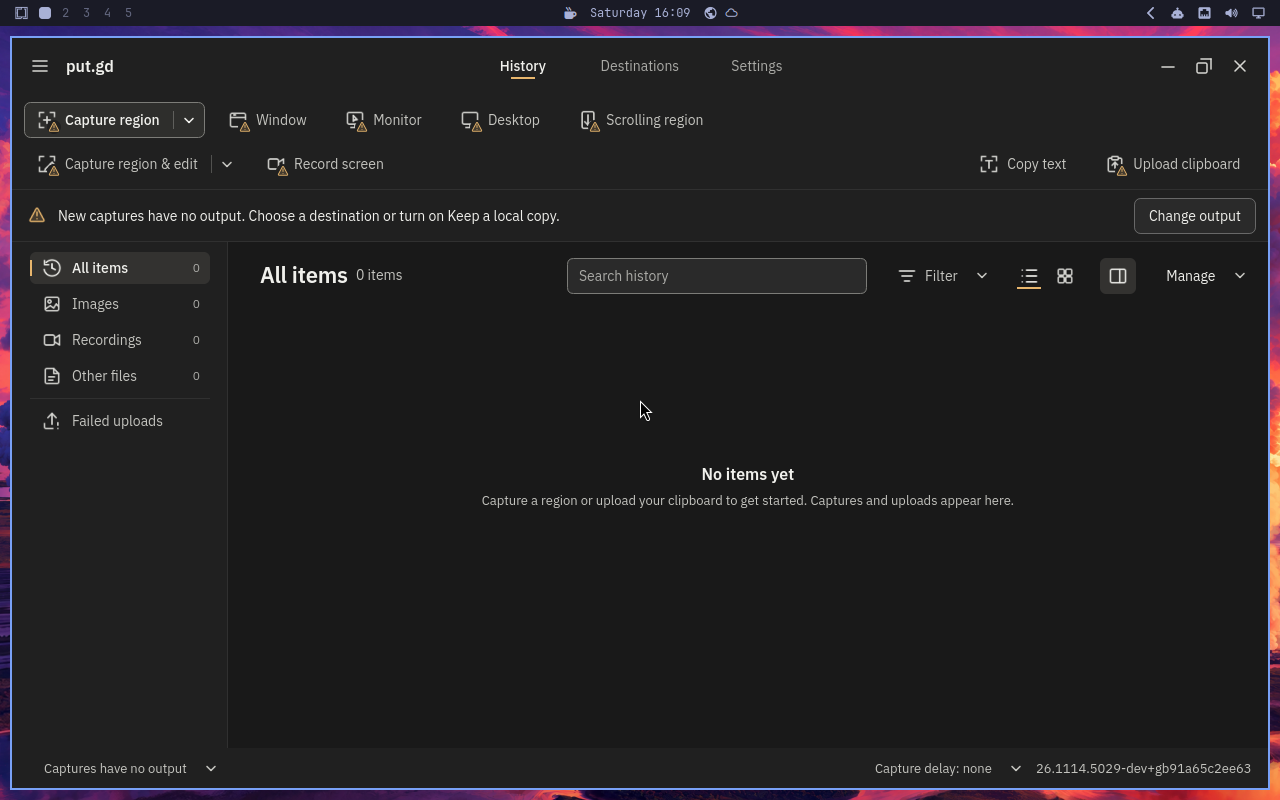 2 3 4 5
Saturday 16:09
put.gd
History
Destinations
Settings
Capture region
Window
Monitor
Desktop
Scrolling region
Capture region & edit
Record screen
Copy text
Upload clipboard
New captures have no output. Choose a destination or turn on Keep a local copy.
Change output
All items 0
Images 0
Recordings 0
Other files 0
Failed uploads
All items 0 items
Search history
Filter
Manage
No items yet
Capture a region or upload your clipboard to get started. Captures and uploads appear here.
Captures have no output
Capture delay: none
26.1114.5029-dev+gb91a65c2ee63